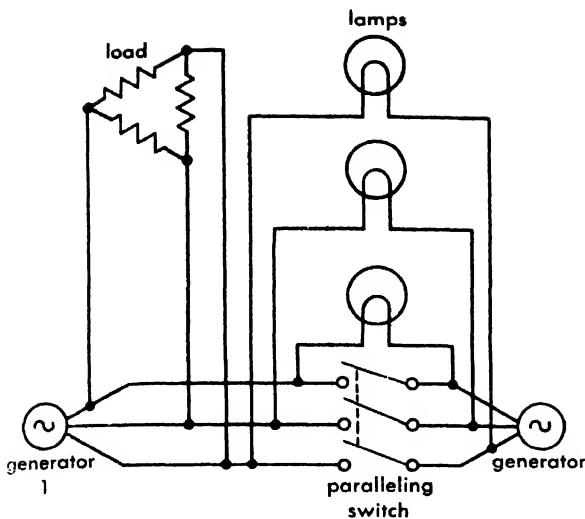 lamps
load
generator
1
generator
paralleling
switch